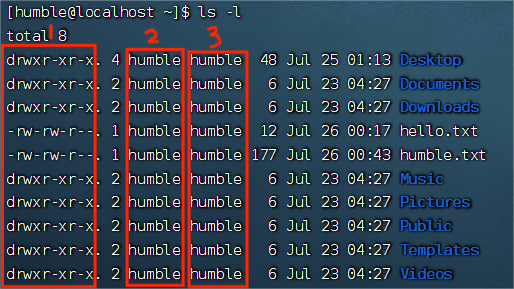 [humble@localhost ~]$ ls -l
1 2 3
total 8
drwxr-xr-x. 4 humble humble 48 Jul 25 01:13 Desktop
drwxr-xr-x. 2 humble humble 6 Jul 23 04:27 Documents
drwxr-xr-x. 2 humble humble 6 Jul 23 04:27 Downloads
-rw-rw-r--. 1 humble humble 12 Jul 26 00:17 hello.txt
-rw-rw-r--. 1 humble humble 177 Jul 26 00:43 humble.txt
drwxr-xr-x. 2 humble humble 6 Jul 23 04:27 Music
drwxr-xr-x. 2 humble humble 6 Jul 23 04:27 Pictures
drwxr-xr-x. 2 humble humble 6 Jul 23 04:27 Public
drwxr-xr-x. 2 humble humble 6 Jul 23 04:27 Templates
drwxr-xr-x. 2 humble humble 6 Jul 23 04:27 Videos